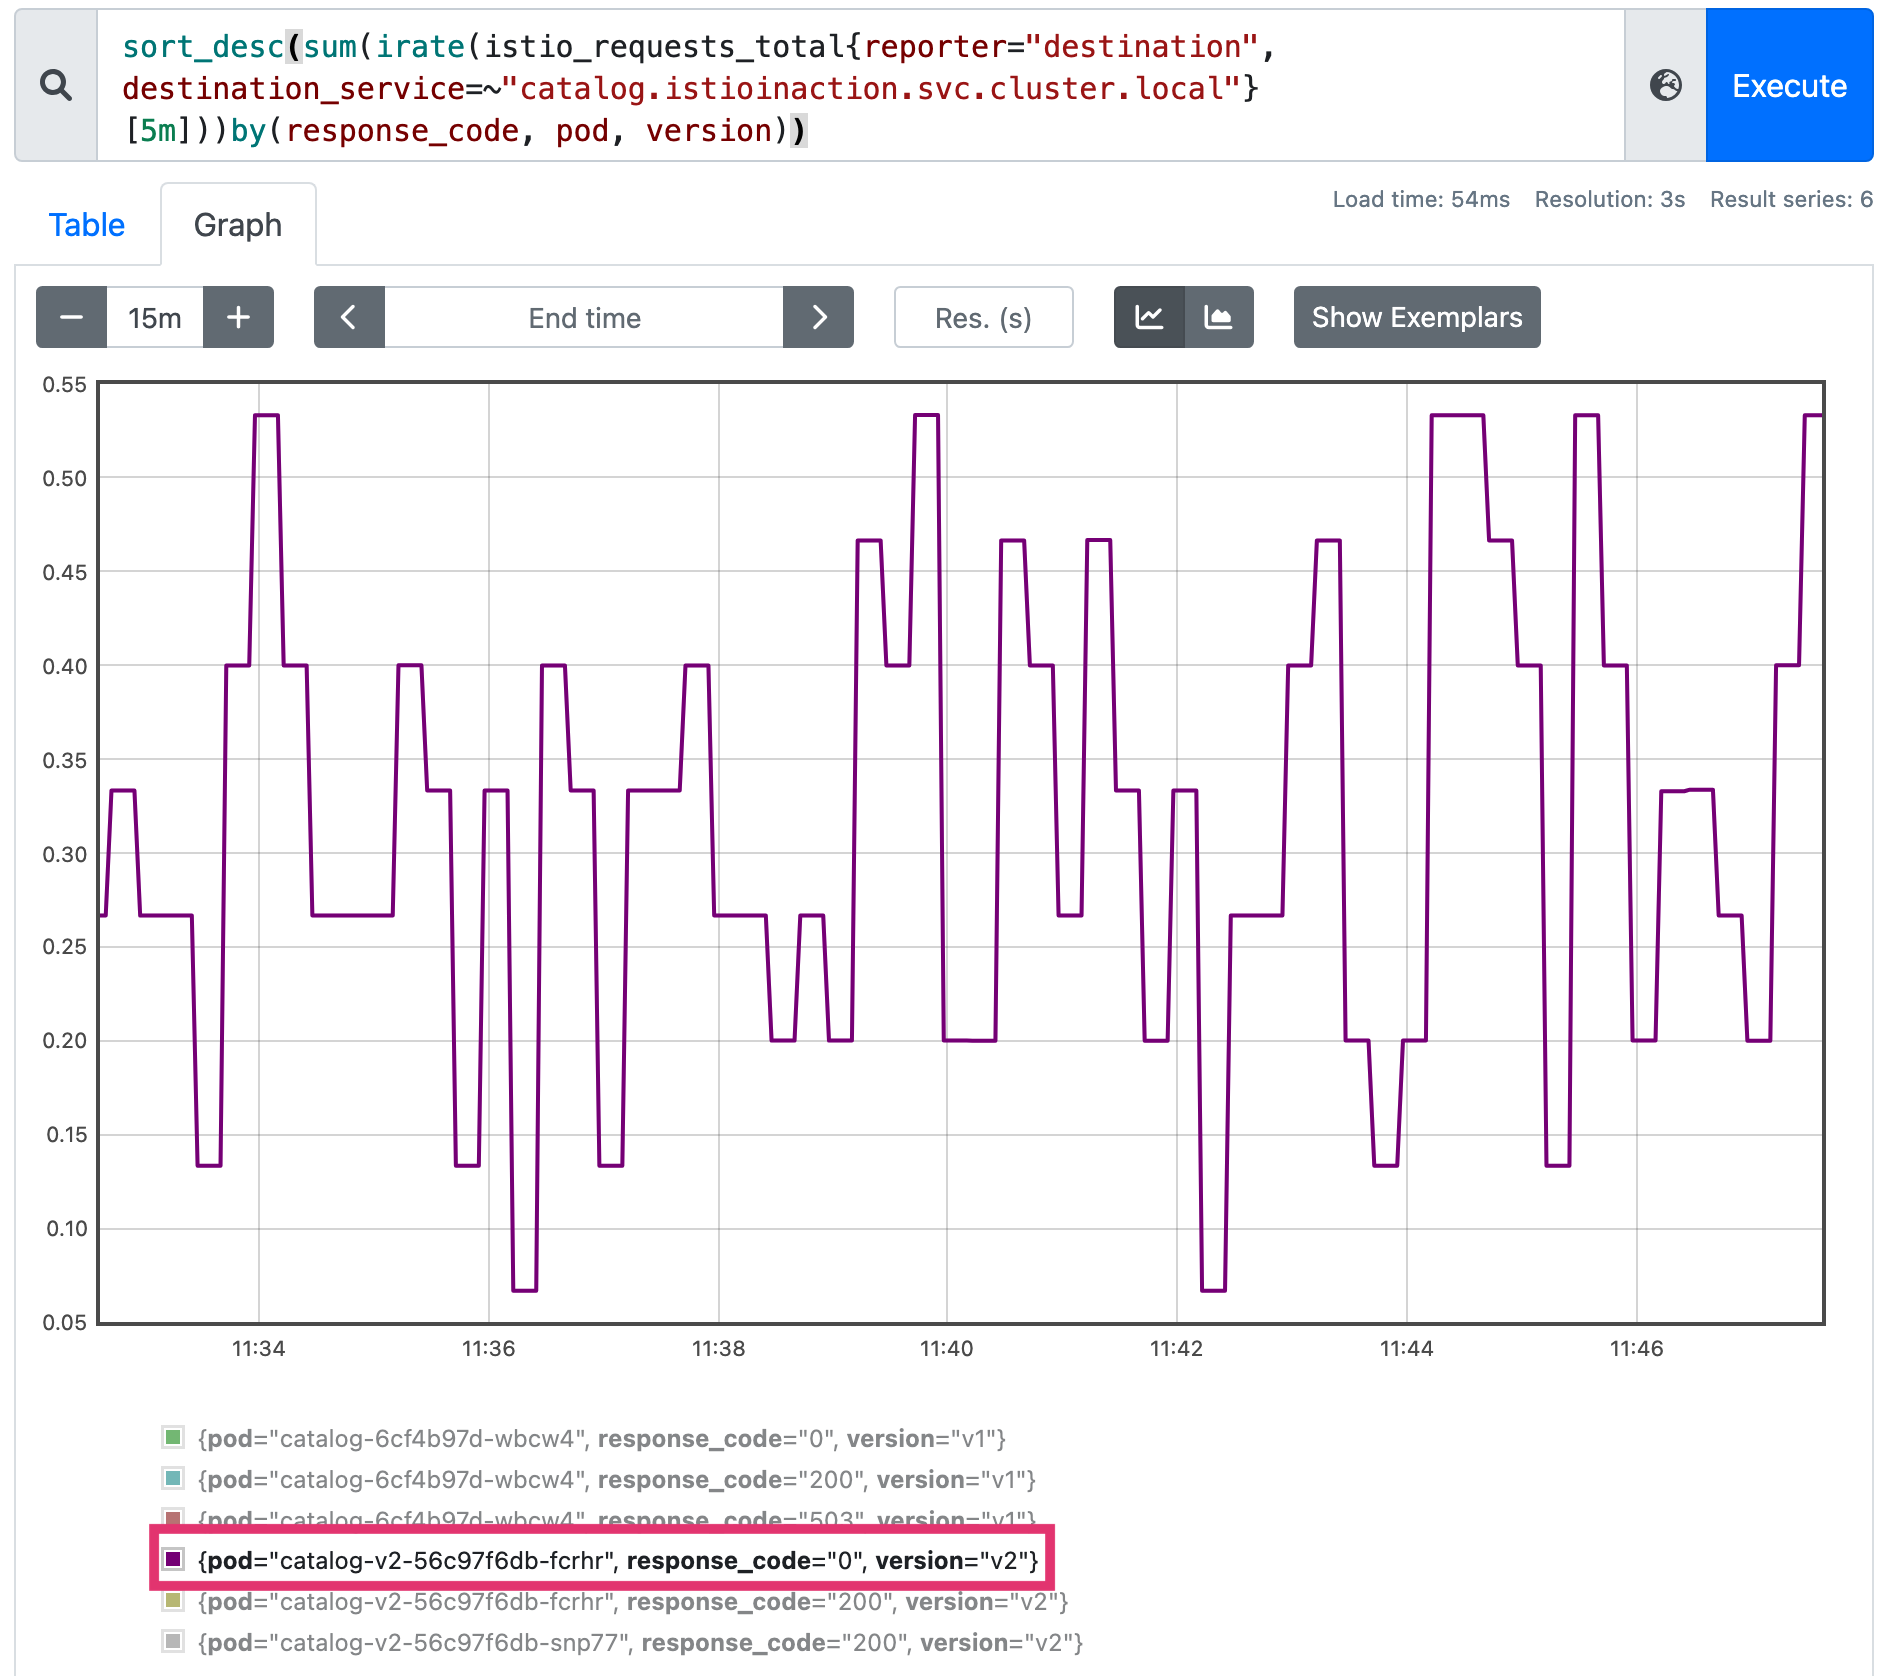 sort_desc(sum(irate(istio_requests_total{reporter="destination",
destination_service=~"catalog.istioinaction.svc.cluster.local"}
[5m]))by(response_code, pod, version))
Execute
Load time: 54ms Resolution: 3s Result series: 6
Table
Graph
15m
End time
Res. (s)
Show Exemplars
0.55
0.50
0.45
0.40
0.35
0.30
0.25
0.20
0.15
0.10
0.05
11:34 11:36 11:38 11:40 11:42 11:44 11:46
{pod="catalog-6cf4b97d-wbcw4", response_code="0", version="v1"}
{pod="catalog-6cf4b97d-wbcw4", response_code="200", version="v1"}
{pod="catalog-6cf4b97d-wbcw4", response_code="503", version="v1"}
{pod="catalog-v2-56c97f6db-fcrhr", response_code="0", version="v2"}
{pod="catalog-v2-56c97f6db-fcrhr", response_code="200", version="v2"}
{pod="catalog-v2-56c97f6db-snp77", response_code="200", version="v2"}